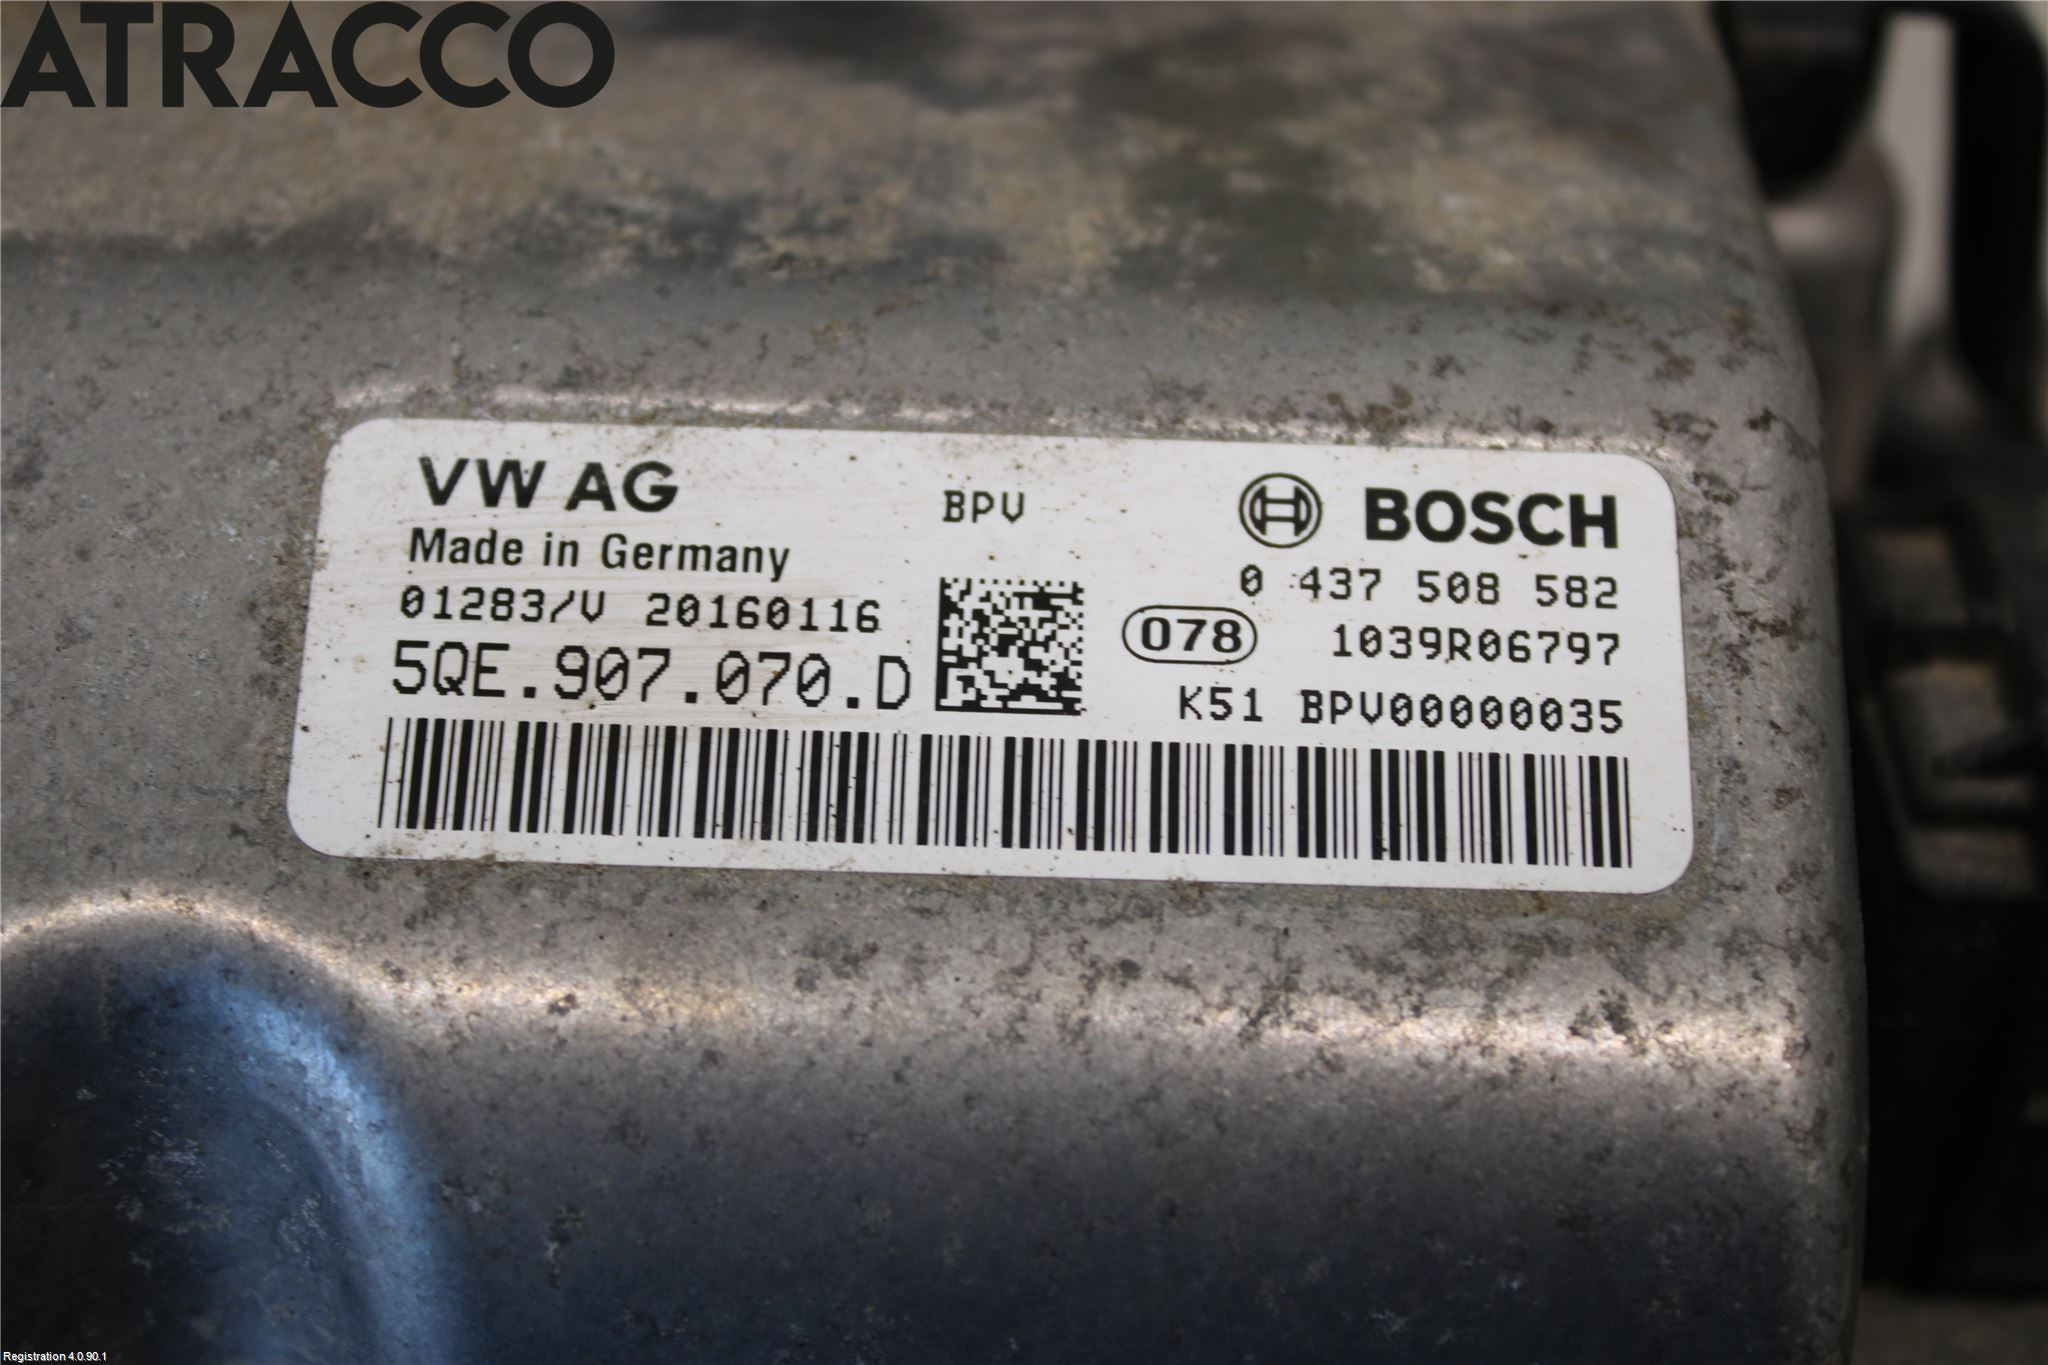 ATRACCO
VW AG
Made in Germany
01283/V 20160116
5QE.907.070.D
BPV
BOSCH
0 437 508 582
078 1039R06797
K51 BPV00000035
Registration 4.0.90.1